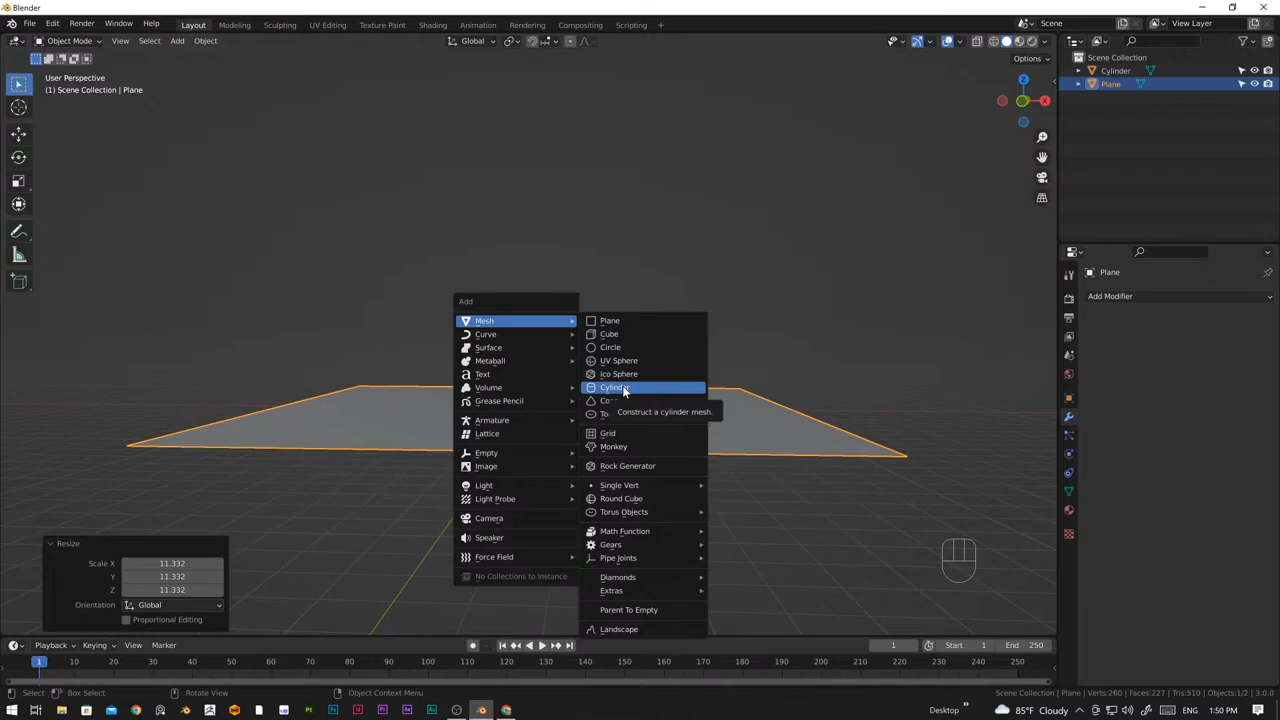 Blender
File Edit Render Window Help Layout Modeling Sculpting UV Editing Texture Paint Shading Animation Rendering Compositing Scripting + Scene View Layer
Object Mode View Select Add Object Global
Options
User Perspective
(1) Scene Collection | Plane
Z
X
Scene Collection
Cylinder
Plane
Plane
Add Modifier
Add
Mesh
Curve
Surface
Metaball
Text
Volume
Grease Pencil
Armature
Lattice
Empty
Image
Light
Light Probe
Camera
Speaker
Force Field
No Collections to Instance
Plane
Cube
Circle
UV Sphere
Ico Sphere
Cylinder
Construct a cylinder mesh.
Grid
Monkey
Rock Generator
Single Vert
Round Cube
Torus Objects
Math Function
Gears
Pipe Joints
Diamonds
Extras
Parent To Empty
Landscape
Resize
Scale X 11.332
Y 11.332
Z 11.332
Orientation Global
Proportional Editing
Playback Keying View Marker 1 Start 1 End 250
1 10 20 30 40 50 60 70 80 90 100 110 120 130 140 150 160 170 180 190 200 210 220 230 240 250
Select Box Select Rotate View Object Context Menu Scene Collection | Plane | Verts:260 | Faces:227 | Tris:510 | Objects:1/2 | 3.0.0
Desktop 85°F Cloudy ENG 1:50 PM